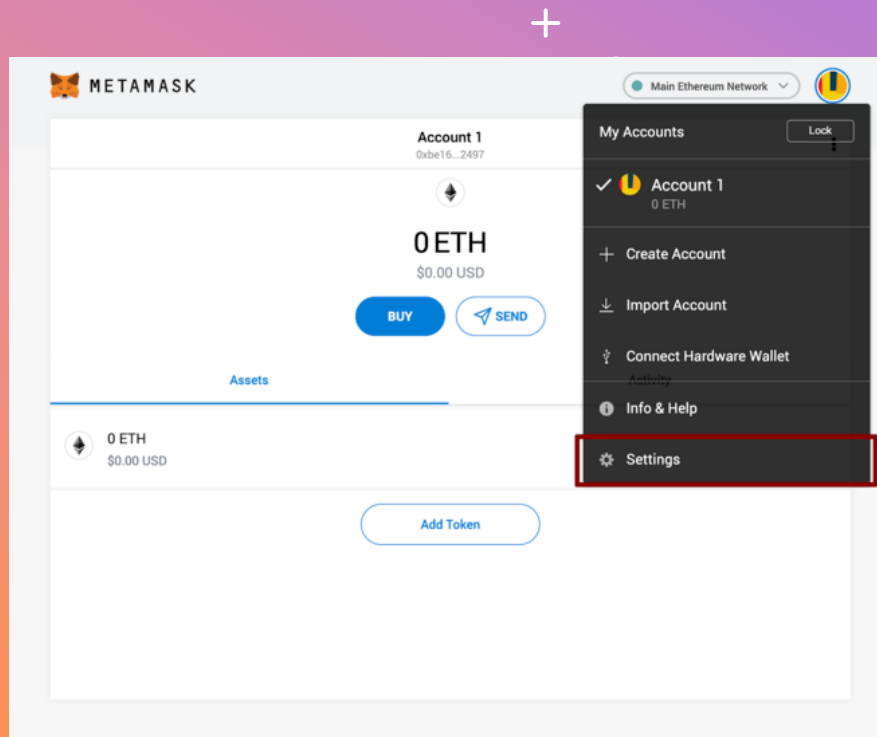 METAMASK
Main Ethereum Network
Account 1
0xbe16...2497
My Accounts
Lock
Account 1
0 ETH
0 ETH
$0.00 USD
Create Account
BUY
SEND
Import Account
Connect Hardware Wallet
Assets
Activity
Info & Help
0 ETH
$0.00 USD
Settings
Add Token